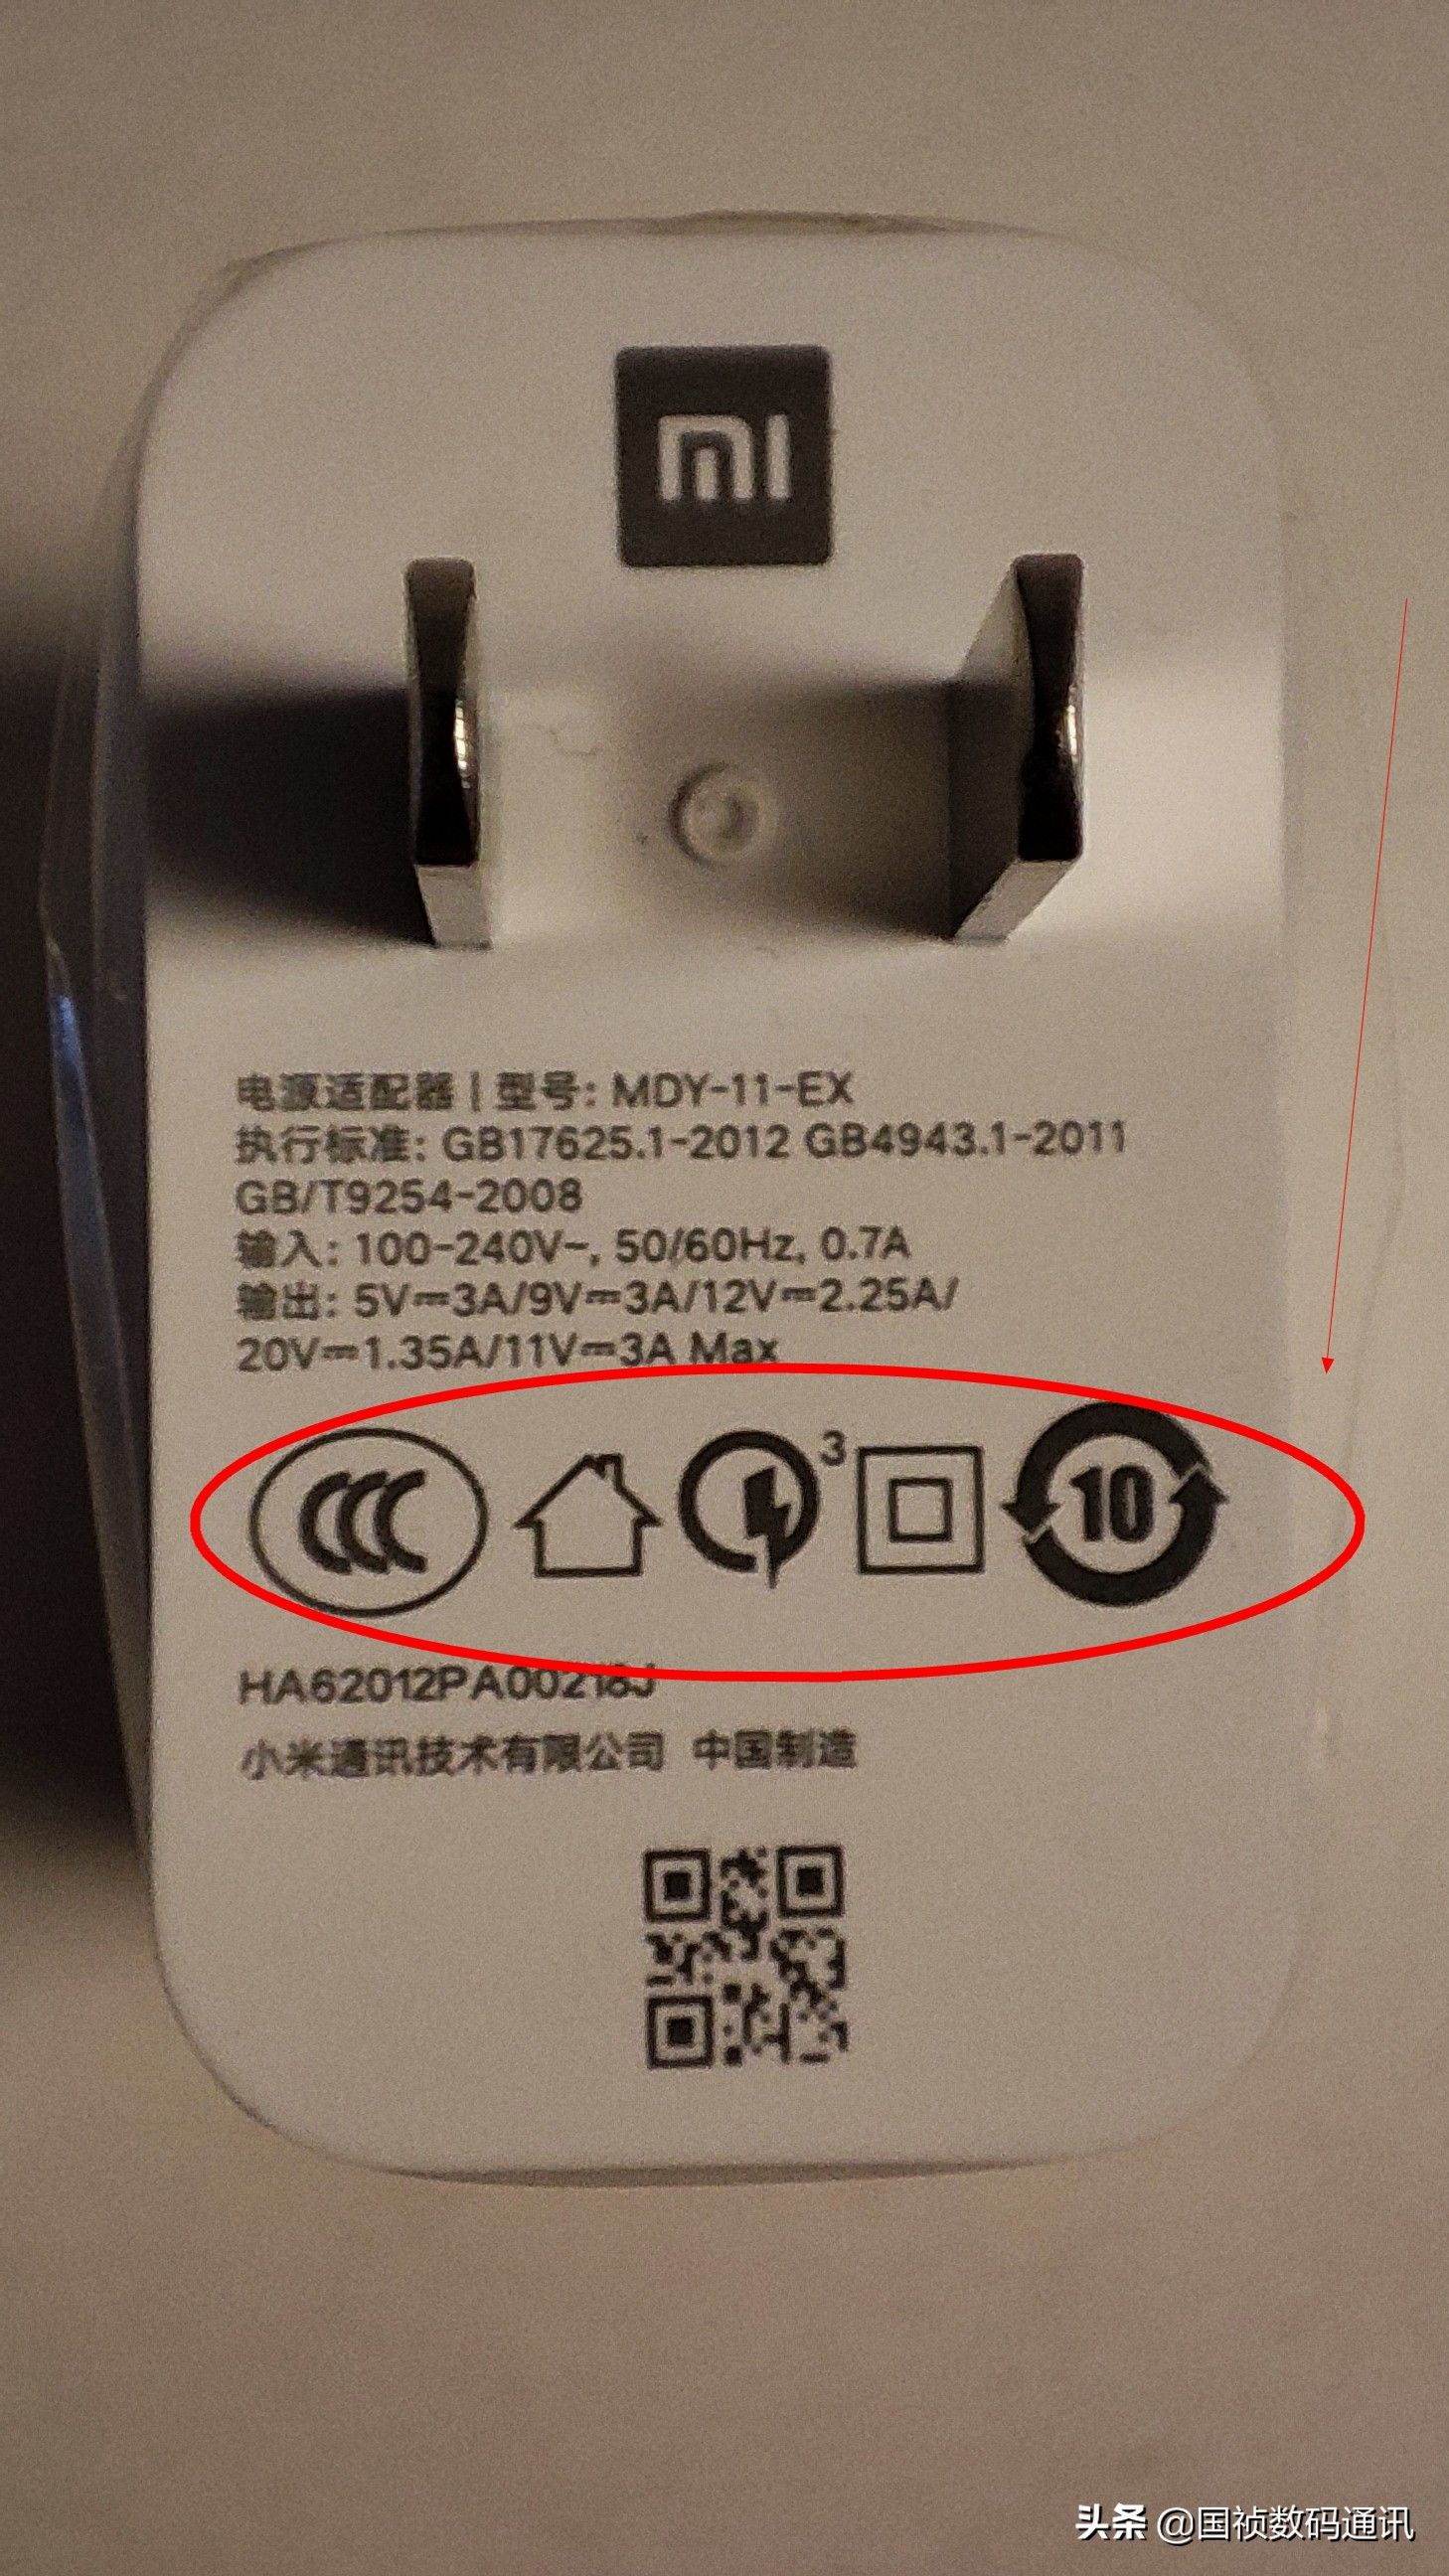 mi
电源适配器 | 型号: MDY-11-EX
执行标准: GB17625.1-2012 GB4943.1-2011
GB/T9254-2008
输入: 100-240V~, 50/60Hz, 0.7A
输出: 5V⎓3A/9V⎓3A/12V⎓2.25A/
20V⎓1.35A/11V⎓3A Max
CCC 3 10
HA62012PA00218J
小米通讯技术有限公司 中国制造
头条 @国祯数码通讯